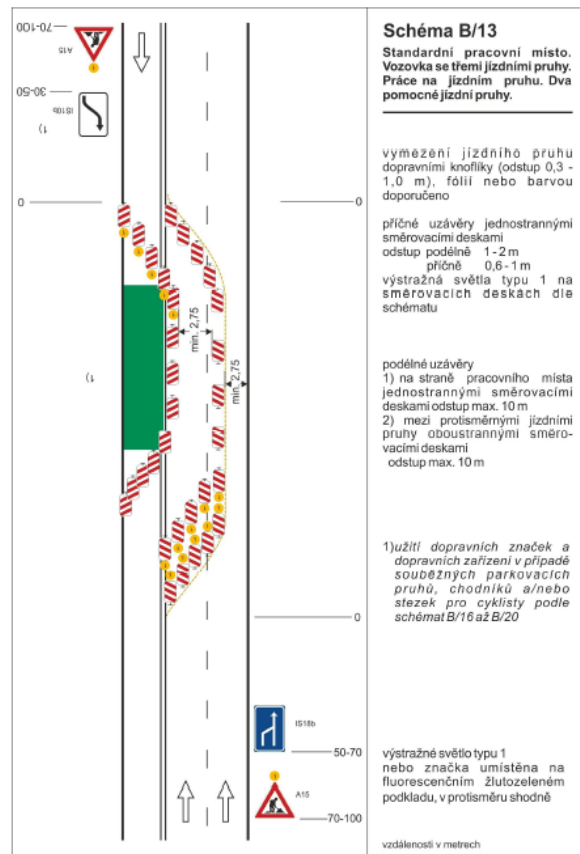 Schéma B/13
Standardní pracovní místo.
Vozovka se třemi jízdními pruhy.
Práce na jízdním pruhu. Dva
pomocné jízdní pruhy.
70-100
A15
30-50
IS10b
1)
0
0
vymezení jízdního pruhu
dopravními knoflíky (odstup 0,3 -
1,0 m), fólií nebo barvou
doporučeno
příčné uzávěry jednostrannými
směrovacími deskami
odstup podélně 1-2m
příčně 0,6-1m
výstražná světla typu 1 na
směrovacích deskách dle
schématu
min. 2,75
min. 2,75
1)
podélné uzávěry
1) na straně pracovního místa
jednostrannými směrovacími
deskami odstup max. 10 m
2) mezi protisměrnými jízdními
pruhy oboustrannými směro-
vacími deskami
odstup max. 10 m
1)užití dopravních značek a
dopravních zařízení v případě
souběžných parkovacích
pruhů, chodníků a/nebo
stezek pro cyklisty podle
schémat B/16 až B/20
0
IS18b
50-70
A15
70-100
výstražné světlo typu 1
nebo značka umístěna na
fluorescenčním žlutozeleném
podkladu, v protisměru shodně
vzdálenosti v metrech